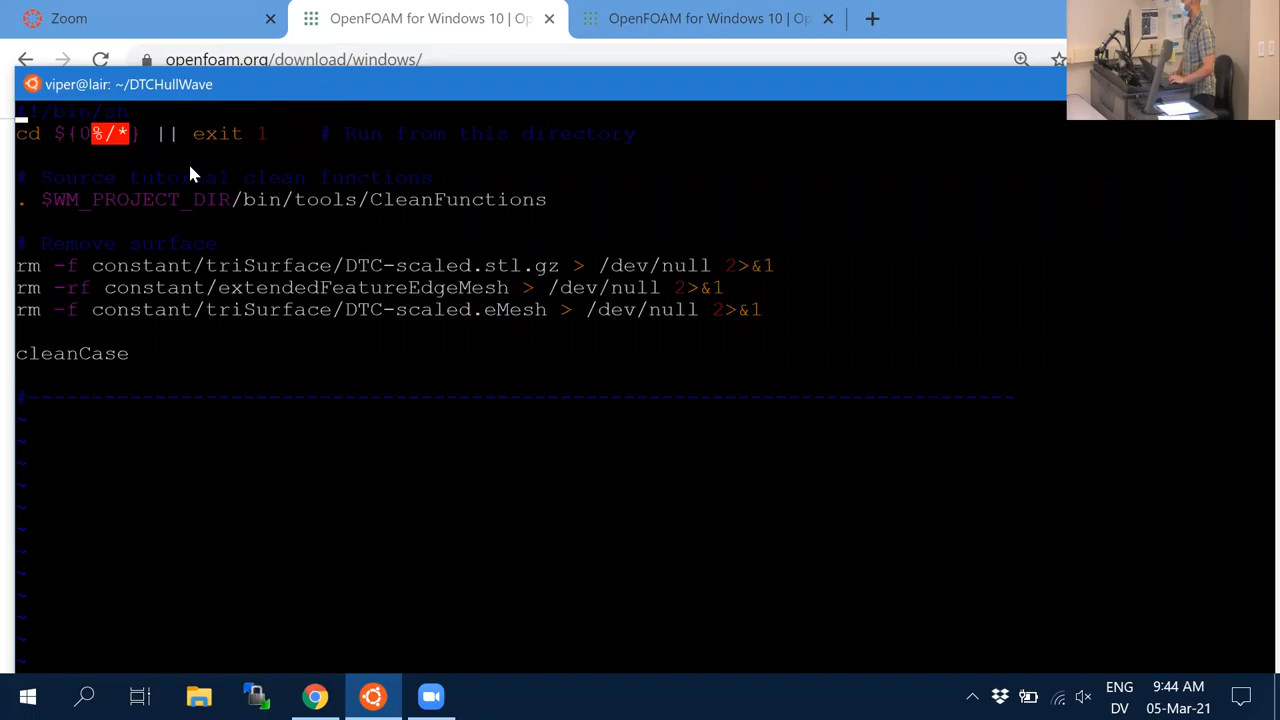 Zoom
OpenFOAM for Windows 10 | Op
OpenFOAM for Windows 10 | Op
openfoam.org/download/windows/
viper@lair: ~/DTCHullWave
#!/bin/sh
cd ${0%/*} || exit 1    # Run from this directory
# Source tutorial clean functions
. $WM_PROJECT_DIR/bin/tools/CleanFunctions
# Remove surface
rm -f constant/triSurface/DTC-scaled.stl.gz > /dev/null 2>&1
rm -rf constant/extendedFeatureEdgeMesh > /dev/null 2>&1
rm -f constant/triSurface/DTC-scaled.eMesh > /dev/null 2>&1
cleanCase
#------------------------------------------------------------------------------
~
~
~
~
~
~
~
~
~
~
~
~
ENG
DV
9:44 AM
05-Mar-21